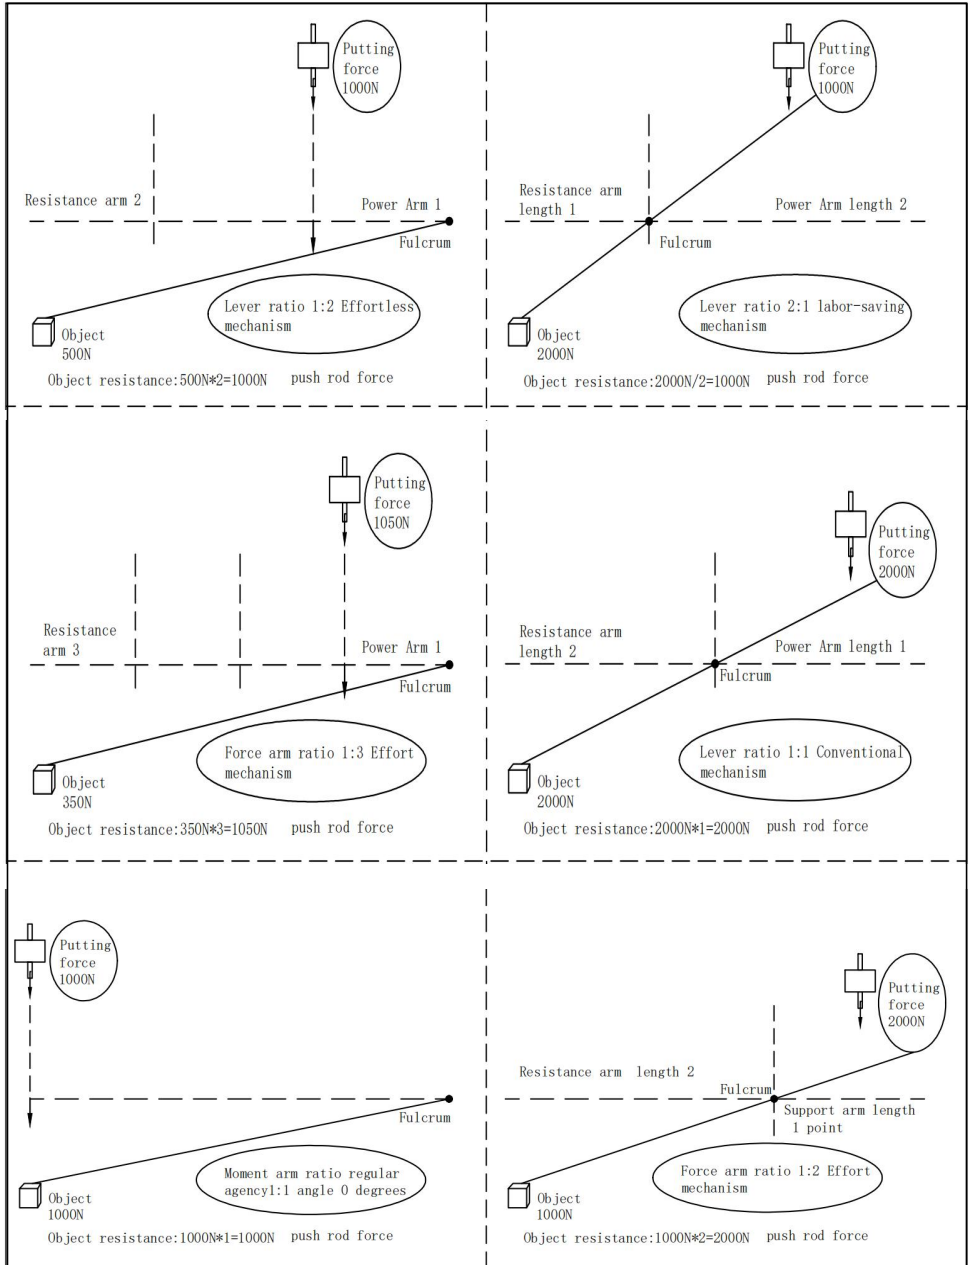 Putting
force
1000N
Resistance arm 2
Power Arm 1
Fulcrum
Lever ratio 1:2 Effortless
mechanism
Object
500N
Object resistance:500N*2=1000N push rod force
Putting
force
1000N
Resistance arm
length 1
Power Arm length 2
Fulcrum
Lever ratio 2:1 labor-saving
mechanism
Object
2000N
Object resistance:2000N/2=1000N push rod force
Putting
force
1050N
Resistance
arm 3
Power Arm 1
Fulcrum
Force arm ratio 1:3 Effort
mechanism
Object
350N
Object resistance:350N*3=1050N push rod force
Putting
force
2000N
Resistance arm
length 2
Power Arm length 1
Fulcrum
Lever ratio 1:1 Conventional
mechanism
Object
2000N
Object resistance:2000N*1=2000N push rod force
Putting
force
1000N
Fulcrum
Moment arm ratio regular
agency1:1 angle 0 degrees
Object
1000N
Object resistance:1000N*1=1000N push rod force
Putting
force
2000N
Resistance arm length 2
Fulcrum
Support arm length
1 point
Force arm ratio 1:2 Effort
mechanism
Object
1000N
Object resistance:1000N*2=2000N push rod force